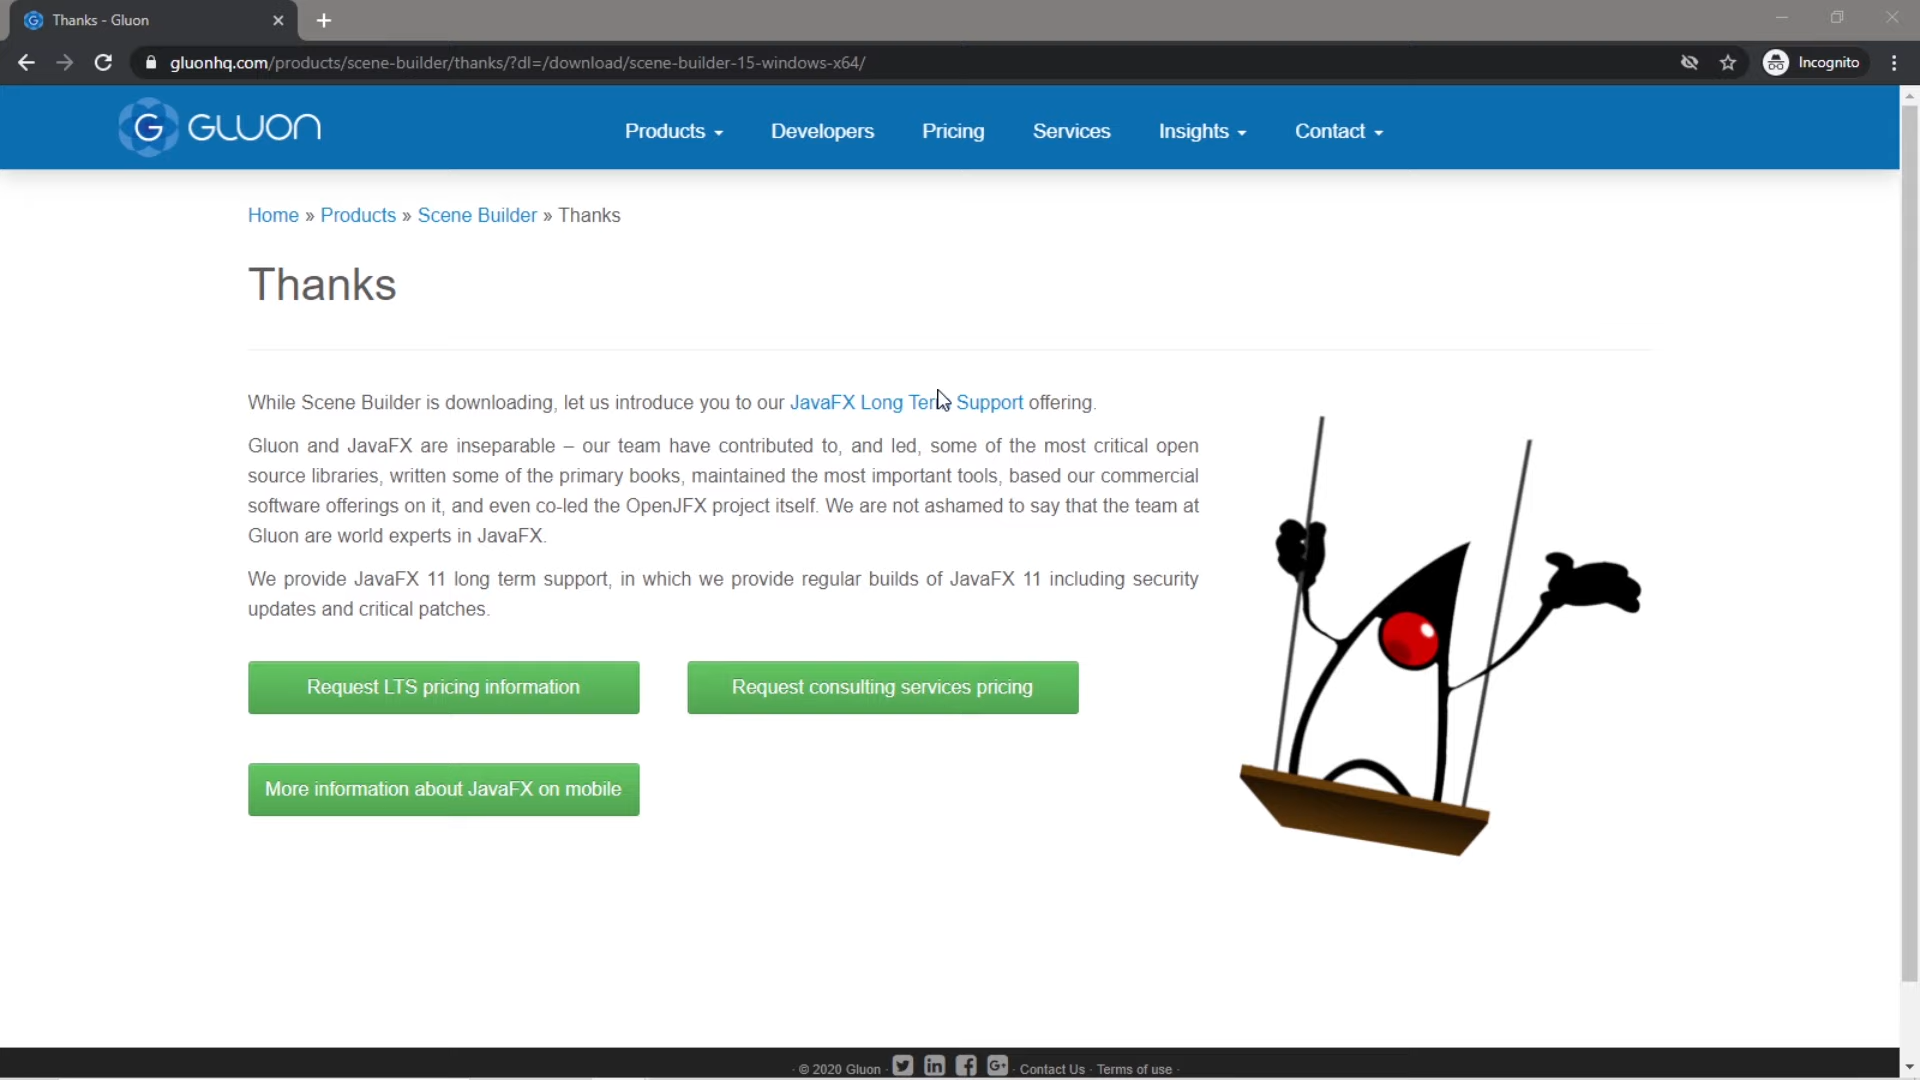 Thanks - Gluon
gluonhq.com/products/scene-builder/thanks/?dl=/download/scene-builder-15-windows-x64/
Incognito
G GLUON
Products Developers Pricing Services Insights Contact
Home » Products » Scene Builder » Thanks
Thanks
While Scene Builder is downloading, let us introduce you to our JavaFX Long Term Support offering.
Gluon and JavaFX are inseparable – our team have contributed to, and led, some of the most critical open
source libraries, written some of the primary books, maintained the most important tools, based our commercial
software offerings on it, and even co-led the OpenJFX project itself. We are not ashamed to say that the team at
Gluon are world experts in JavaFX.
We provide JavaFX 11 long term support, in which we provide regular builds of JavaFX 11 including security
updates and critical patches.
Request LTS pricing information
Request consulting services pricing
More information about JavaFX on mobile
· © 2020 Gluon · Contact Us · Terms of use ·